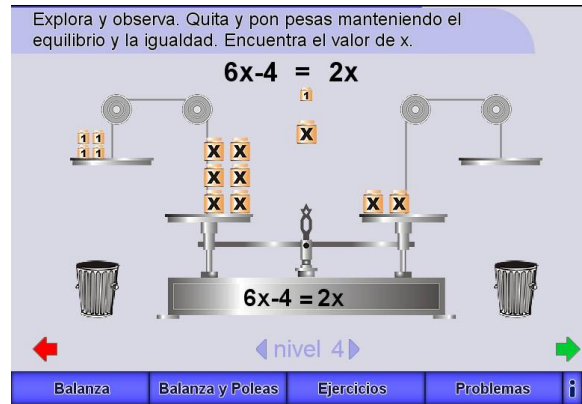 Explora y observa. Quita y pon pesas manteniendo el
equilibrio y la igualdad. Encuentra el valor de x.
6x-4 = 2x
1
X
1 1
1 1
X X
X X
X X
X X
6x-4 = 2x
nivel 4
Balanza
Balanza y Poleas
Ejercicios
Problemas
i